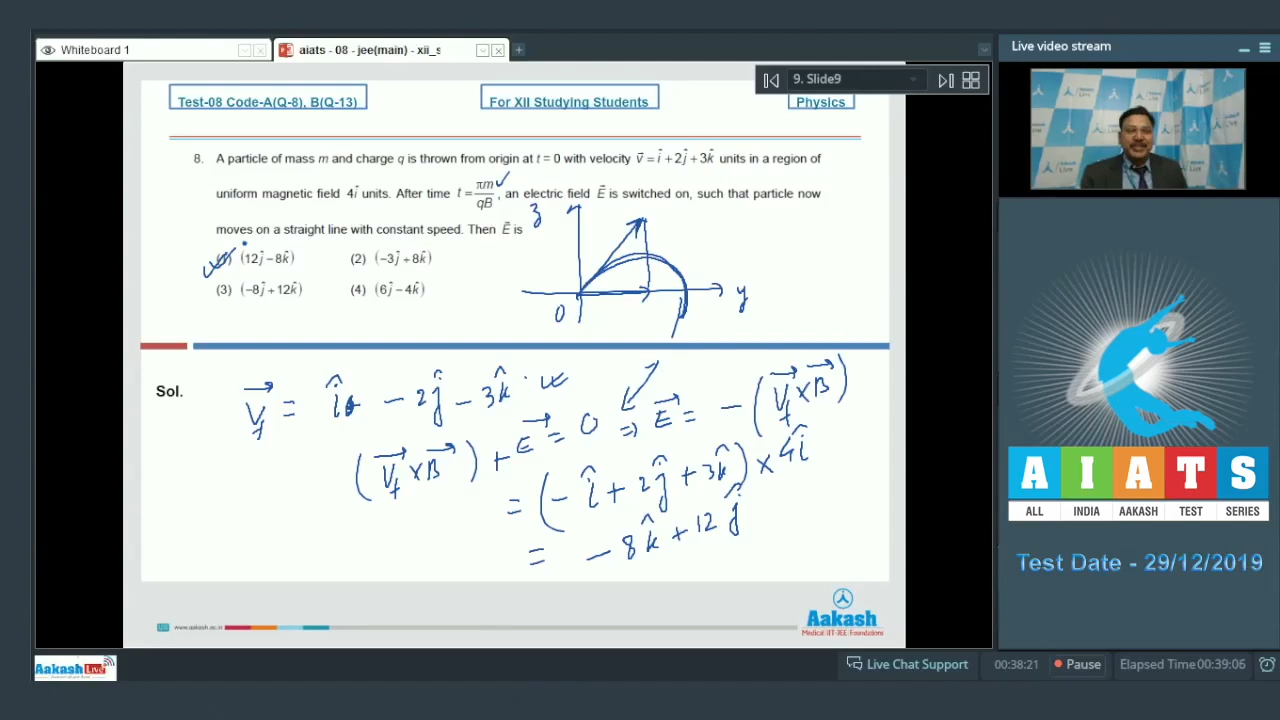 Whiteboard 1
aiats - 08 - jee(main) - xii_s
Live video stream
9. Slide9
Test-08 Code-A(Q-8), B(Q-13)
For XII Studying Students
Physics
8. A particle of mass m and charge q is thrown from origin at t = 0 with velocity v⃗ = î + 2ĵ + 3k̂ units in a region of
uniform magnetic field 4î units. After time t = πm/qB, an electric field E⃗ is switched on, such that particle now
moves on a straight line with constant speed. Then E⃗ is
(1) (12ĵ − 8k̂) (2) (−3ĵ + 8k̂)
(3) (−8ĵ + 12k̂) (4) (6ĵ − 4k̂)
z
y
O
Sol.
V⃗f = î − 2ĵ − 3k̂
(V⃗f × B⃗) + E⃗ = 0 ⇒ E⃗ = −(V⃗f × B⃗)
= (−î + 2ĵ + 3k̂) × 4î
= −8k̂ + 12ĵ
www.aakash.ac.in
Aakash
Medical|IIT-JEE|Foundations
AIATS
ALL INDIA AAKASH TEST SERIES
Test Date - 29/12/2019
Aakash Live
Live Chat Support
00:38:21
Pause
Elapsed Time 00:39:06